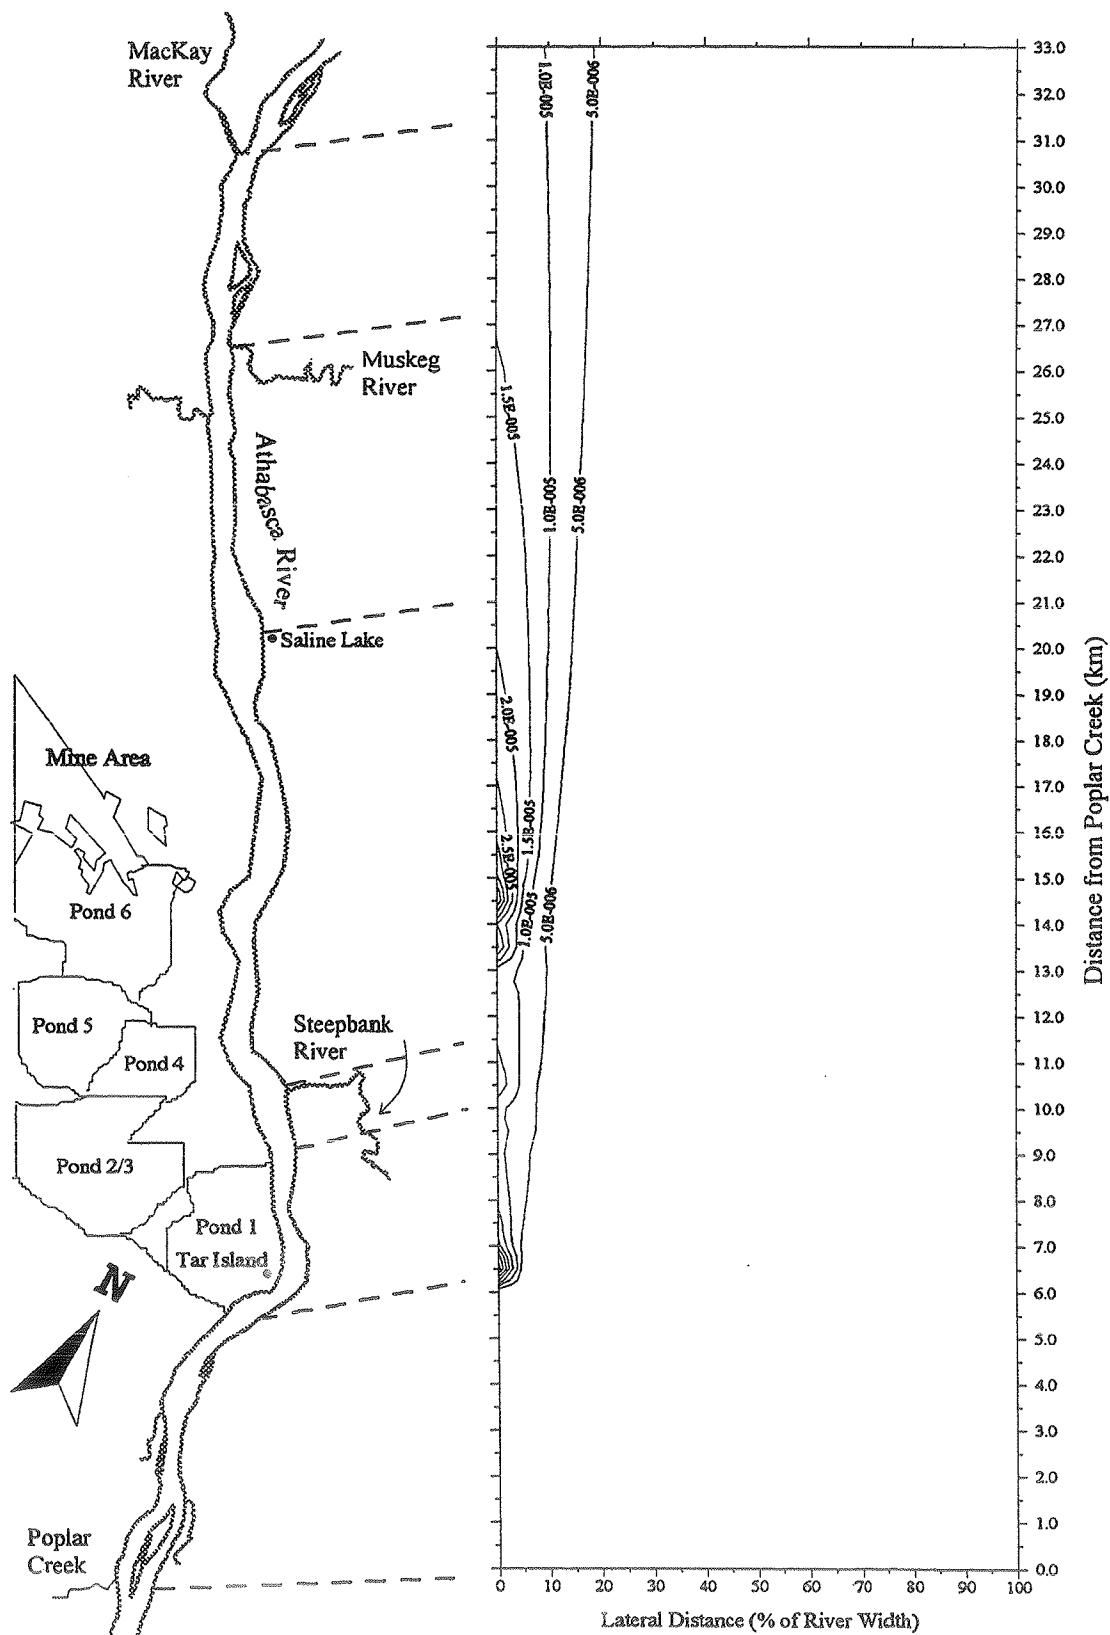 MacKay
River
Muskeg
River
Athabasca River
Saline Lake
Mine Area
Pond 6
Pond 5
Pond 4
Steepbank
River
Pond 2/3
Pond 1
Tar Island
N
Poplar
Creek
1.0E-005
5.0E-006
1.5E-005
1.0E-005
5.0E-006
2.0E-005
1.5E-005
2.5E-005
1.0E-005
5.0E-006
33.0
32.0
31.0
30.0
29.0
28.0
27.0
26.0
25.0
24.0
23.0
22.0
21.0
20.0
19.0
18.0
17.0
16.0
15.0
14.0
13.0
12.0
11.0
10.0
9.0
8.0
7.0
6.0
5.0
4.0
3.0
2.0
1.0
0.0
Distance from Poplar Creek (km)
0 10 20 30 40 50 60 70 80 90 100
Lateral Distance (% of River Width)